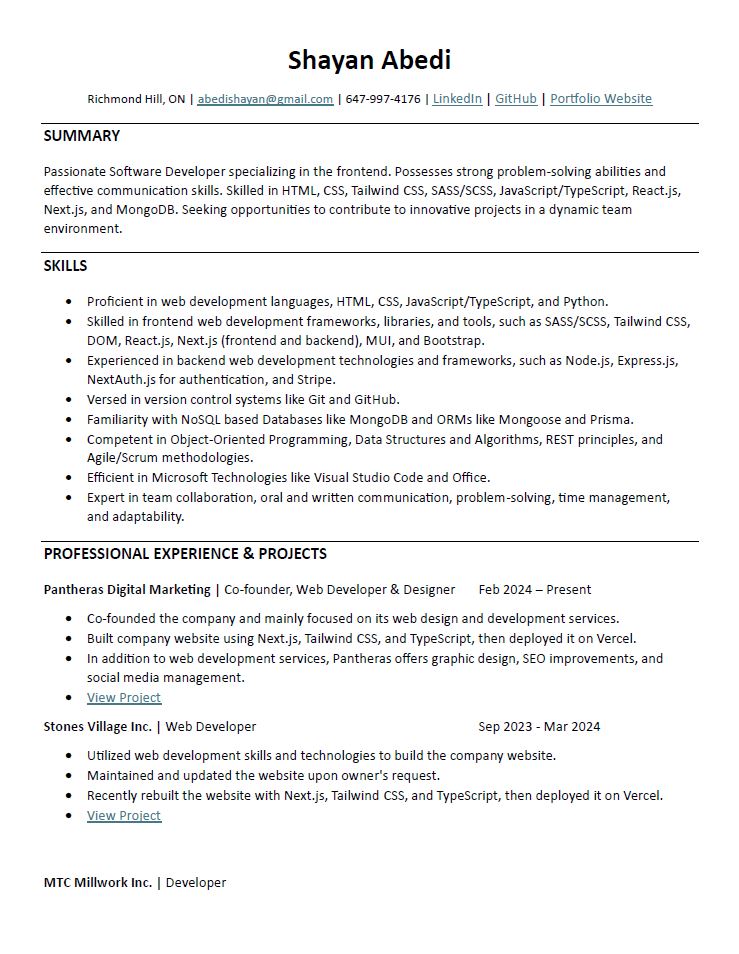 Shayan Abedi
Richmond Hill, ON | abedishayan@gmail.com | 647-997-4176 | LinkedIn | GitHub | Portfolio Website
SUMMARY
Passionate Software Developer specializing in the frontend. Possesses strong problem-solving abilities and
effective communication skills. Skilled in HTML, CSS, Tailwind CSS, SASS/SCSS, JavaScript/TypeScript, React.js,
Next.js, and MongoDB. Seeking opportunities to contribute to innovative projects in a dynamic team
environment.
SKILLS
• Proficient in web development languages, HTML, CSS, JavaScript/TypeScript, and Python.
• Skilled in frontend web development frameworks, libraries, and tools, such as SASS/SCSS, Tailwind CSS,
DOM, React.js, Next.js (frontend and backend), MUI, and Bootstrap.
• Experienced in backend web development technologies and frameworks, such as Node.js, Express.js,
NextAuth.js for authentication, and Stripe.
• Versed in version control systems like Git and GitHub.
• Familiarity with NoSQL based Databases like MongoDB and ORMs like Mongoose and Prisma.
• Competent in Object-Oriented Programming, Data Structures and Algorithms, REST principles, and
Agile/Scrum methodologies.
• Efficient in Microsoft Technologies like Visual Studio Code and Office.
• Expert in team collaboration, oral and written communication, problem-solving, time management,
and adaptability.
PROFESSIONAL EXPERIENCE & PROJECTS
Pantheras Digital Marketing | Co-founder, Web Developer & Designer Feb 2024 – Present
• Co-founded the company and mainly focused on its web design and development services.
• Built company website using Next.js, Tailwind CSS, and TypeScript, then deployed it on Vercel.
• In addition to web development services, Pantheras offers graphic design, SEO improvements, and
social media management.
• View Project
Stones Village Inc. | Web Developer Sep 2023 - Mar 2024
• Utilized web development skills and technologies to build the company website.
• Maintained and updated the website upon owner's request.
• Recently rebuilt the website with Next.js, Tailwind CSS, and TypeScript, then deployed it on Vercel.
• View Project
MTC Millwork Inc. | Developer